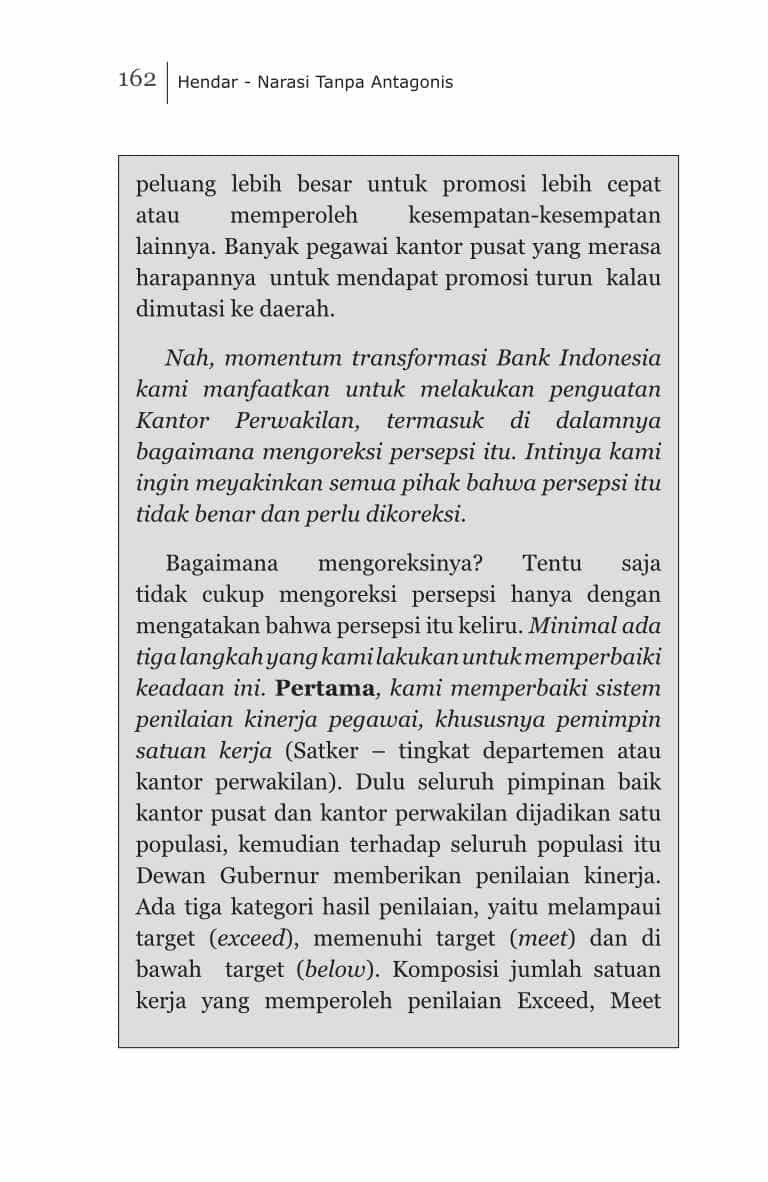 162 Hendar - Narasi Tanpa Antagonis
peluang lebih besar untuk promosi lebih cepat
atau memperoleh kesempatan-kesempatan
lainnya. Banyak pegawai kantor pusat yang merasa
harapannya untuk mendapat promosi turun kalau
dimutasi ke daerah.
Nah, momentum transformasi Bank Indonesia
kami manfaatkan untuk melakukan penguatan
Kantor Perwakilan, termasuk di dalamnya
bagaimana mengoreksi persepsi itu. Intinya kami
ingin meyakinkan semua pihak bahwa persepsi itu
tidak benar dan perlu dikoreksi.
Bagaimana mengoreksinya? Tentu saja
tidak cukup mengoreksi persepsi hanya dengan
mengatakan bahwa persepsi itu keliru. Minimal ada
tiga langkah yang kami lakukan untuk memperbaiki
keadaan ini. Pertama, kami memperbaiki sistem
penilaian kinerja pegawai, khususnya pemimpin
satuan kerja (Satker – tingkat departemen atau
kantor perwakilan). Dulu seluruh pimpinan baik
kantor pusat dan kantor perwakilan dijadikan satu
populasi, kemudian terhadap seluruh populasi itu
Dewan Gubernur memberikan penilaian kinerja.
Ada tiga kategori hasil penilaian, yaitu melampaui
target (exceed), memenuhi target (meet) dan di
bawah target (below). Komposisi jumlah satuan
kerja yang memperoleh penilaian Exceed, Meet